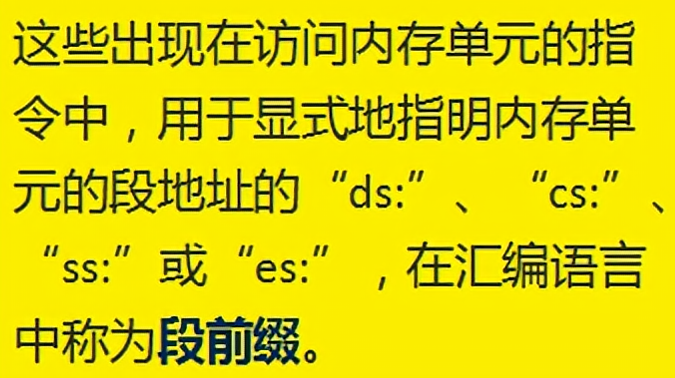 这些出现在访问内存单元的指
令中，用于显式地指明内存单
元的段地址的“ds:”、“cs:”、
“ss:”或“es:”，在汇编语言
中称为段前缀。